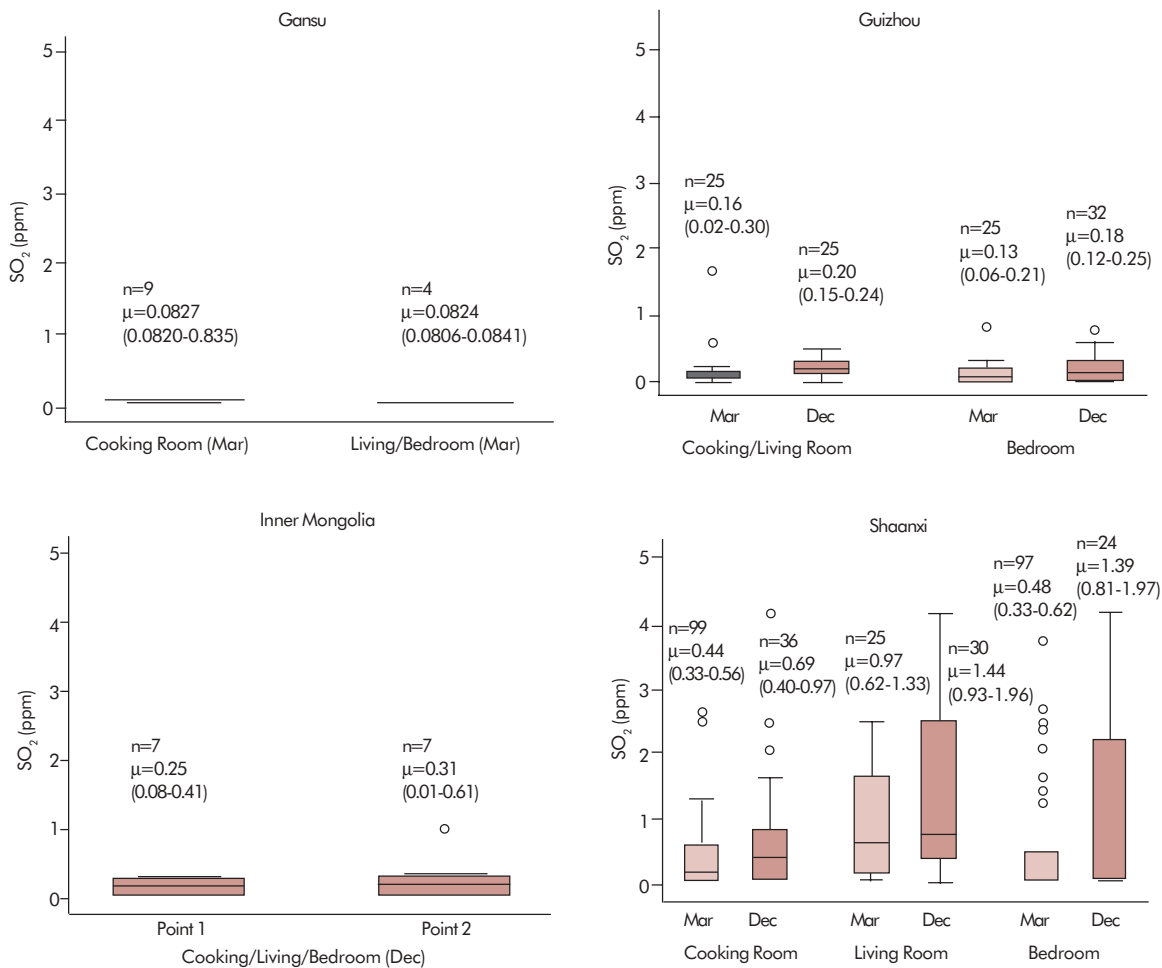 Gansu
5
4
3
2
1
0
SO2 (ppm)
n=9
μ=0.0827
(0.0820-0.835)
n=4
μ=0.0824
(0.0806-0.0841)
Cooking Room (Mar)
Living/Bedroom (Mar)
Guizhou
5
4
3
2
1
0
SO2 (ppm)
n=25
μ=0.16
(0.02-0.30)
n=25
μ=0.20
(0.15-0.24)
n=25
μ=0.13
(0.06-0.21)
n=32
μ=0.18
(0.12-0.25)
Mar Dec Mar Dec
Cooking/Living Room Bedroom
Inner Mongolia
5
4
3
2
1
0
SO2 (ppm)
n=7
μ=0.25
(0.08-0.41)
n=7
μ=0.31
(0.01-0.61)
Point 1 Point 2
Cooking/Living/Bedroom (Dec)
Shaanxi
5
4
3
2
1
0
SO2 (ppm)
n=99
μ=0.44
(0.33-0.56)
n=36
μ=0.69
(0.40-0.97)
n=25
μ=0.97
(0.62-1.33)
n=30
μ=1.44
(0.93-1.96)
n=97
μ=0.48
(0.33-0.62)
n=24
μ=1.39
(0.81-1.97)
Mar Dec Mar Dec Mar Dec
Cooking Room Living Room Bedroom